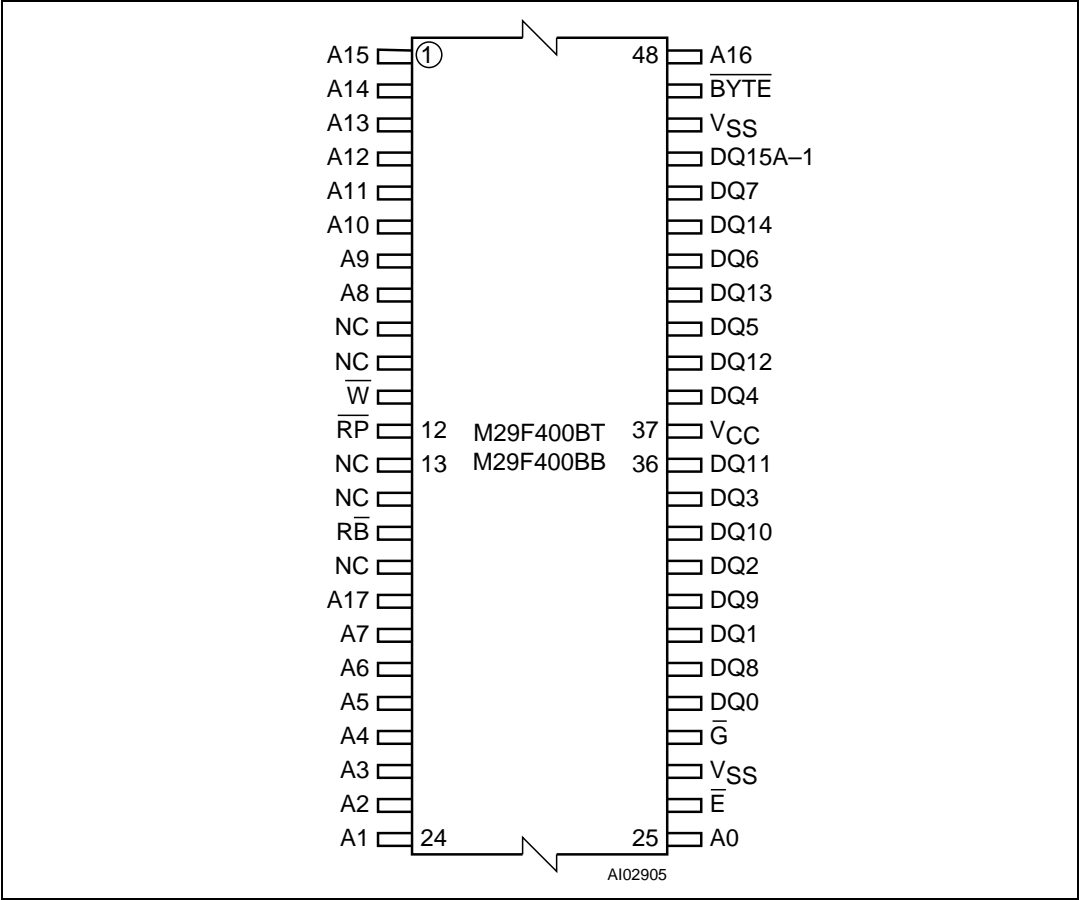 A15 1 48 A16
A14 B̅Y̅T̅E̅
A13 VSS
A12 DQ15A–1
A11 DQ7
A10 DQ14
A9 DQ6
A8 DQ13
NC DQ5
NC DQ12
W̅ DQ4
R̅P̅ 12 M29F400BT 37 VCC
NC 13 M29F400BB 36 DQ11
NC DQ3
RB̅ DQ10
NC DQ2
A17 DQ9
A7 DQ1
A6 DQ8
A5 DQ0
A4 G̅
A3 VSS
A2 E̅
A1 24 25 A0
AI02905